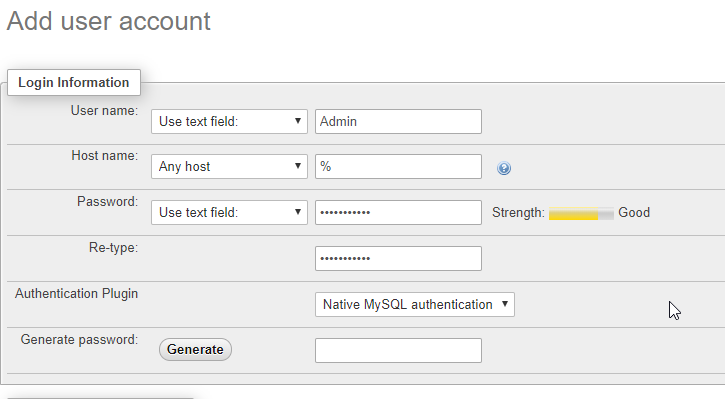 Add user account
Login Information
User name: Use text field: Admin
Host name: Any host %
Password: Use text field: ••••••••••• Strength: Good
Re-type: •••••••••••
Authentication Plugin Native MySQL authentication
Generate password: Generate